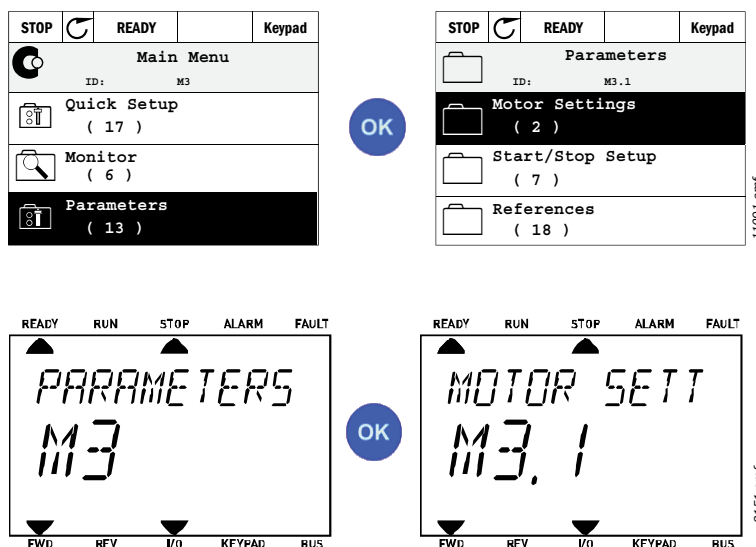 STOP READY Keypad
Main Menu
ID: M3
Quick Setup
( 17 )
Monitor
( 6 )
Parameters
( 13 )
OK
STOP READY Keypad
Parameters
ID: M3.1
Motor Settings
( 2 )
Start/Stop Setup
( 7 )
References
( 18 )
READY RUN STOP ALARM FAULT
PARAMETERS
M3
FWD REV I/O KEYPAD BUS
OK
READY RUN STOP ALARM FAULT
MOTOR SETT
M3.1
FWD REV I/O KEYPAD BUS